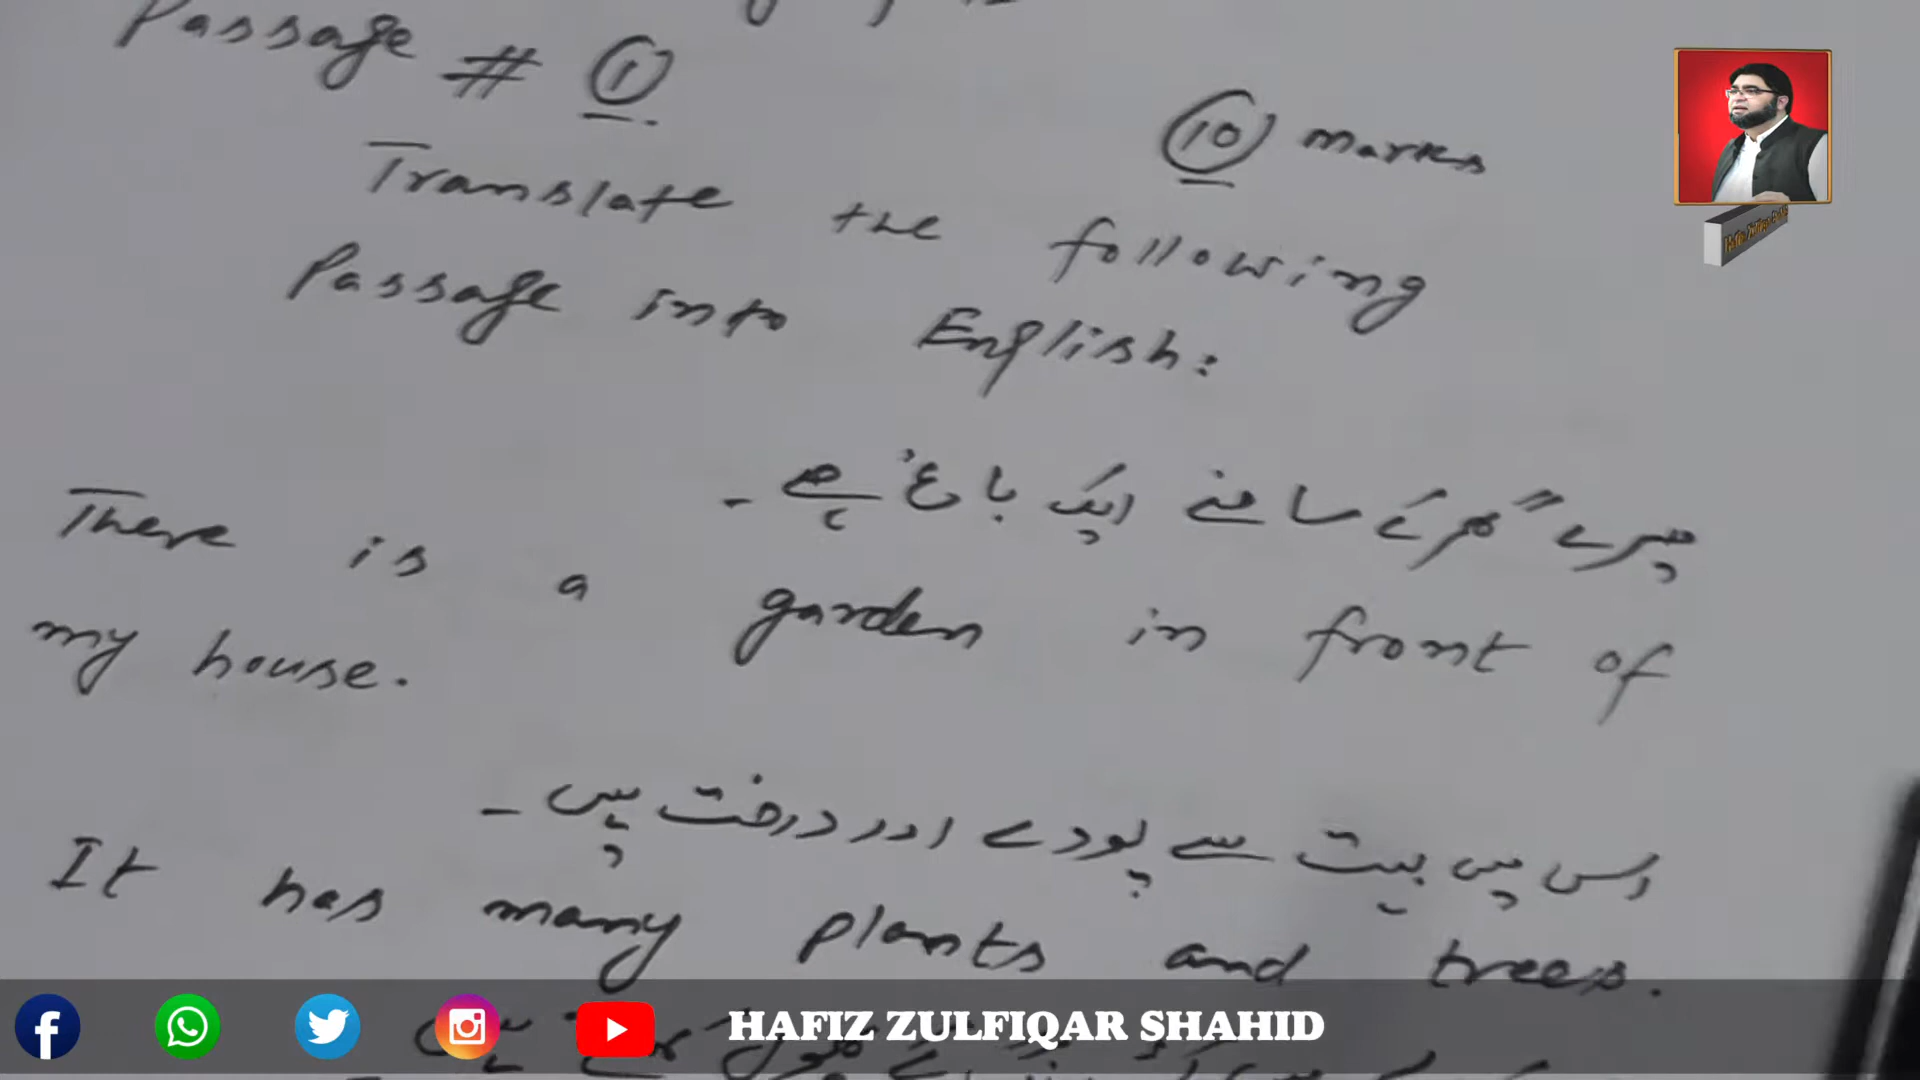 Passage # 1
10 marks
Translate the following
Passage into English:
میرے گھر کے سامنے ایک باغ ہے۔
There is a garden in front of
my house.
اس میں بہت سے پودے اور درخت ہیں۔
It has many plants and trees.
HAFIZ ZULFIQAR SHAHID